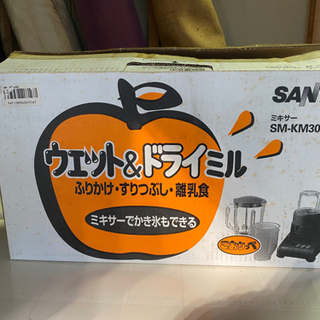 SAN
ミキサー
SM-KM30
ウエット&ドライミル
ふりかけ・すりつぶし・離乳食
ミキサーでかき氷もできる